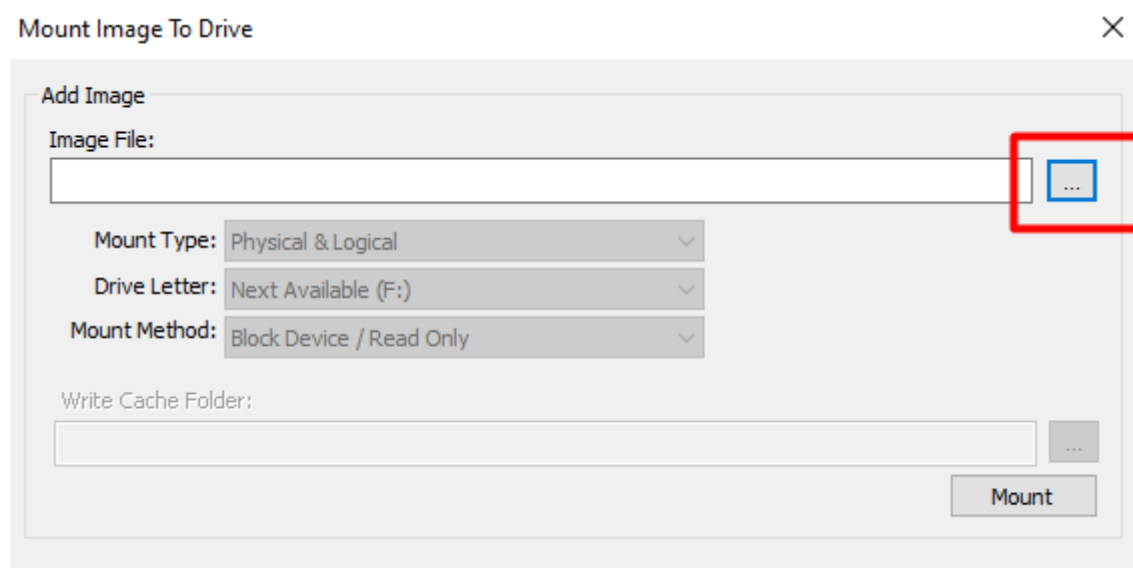 Mount Image To Drive
Add Image
Image File:
...
Mount Type: Physical & Logical
Drive Letter: Next Available (F:)
Mount Method: Block Device / Read Only
Write Cache Folder:
...
Mount